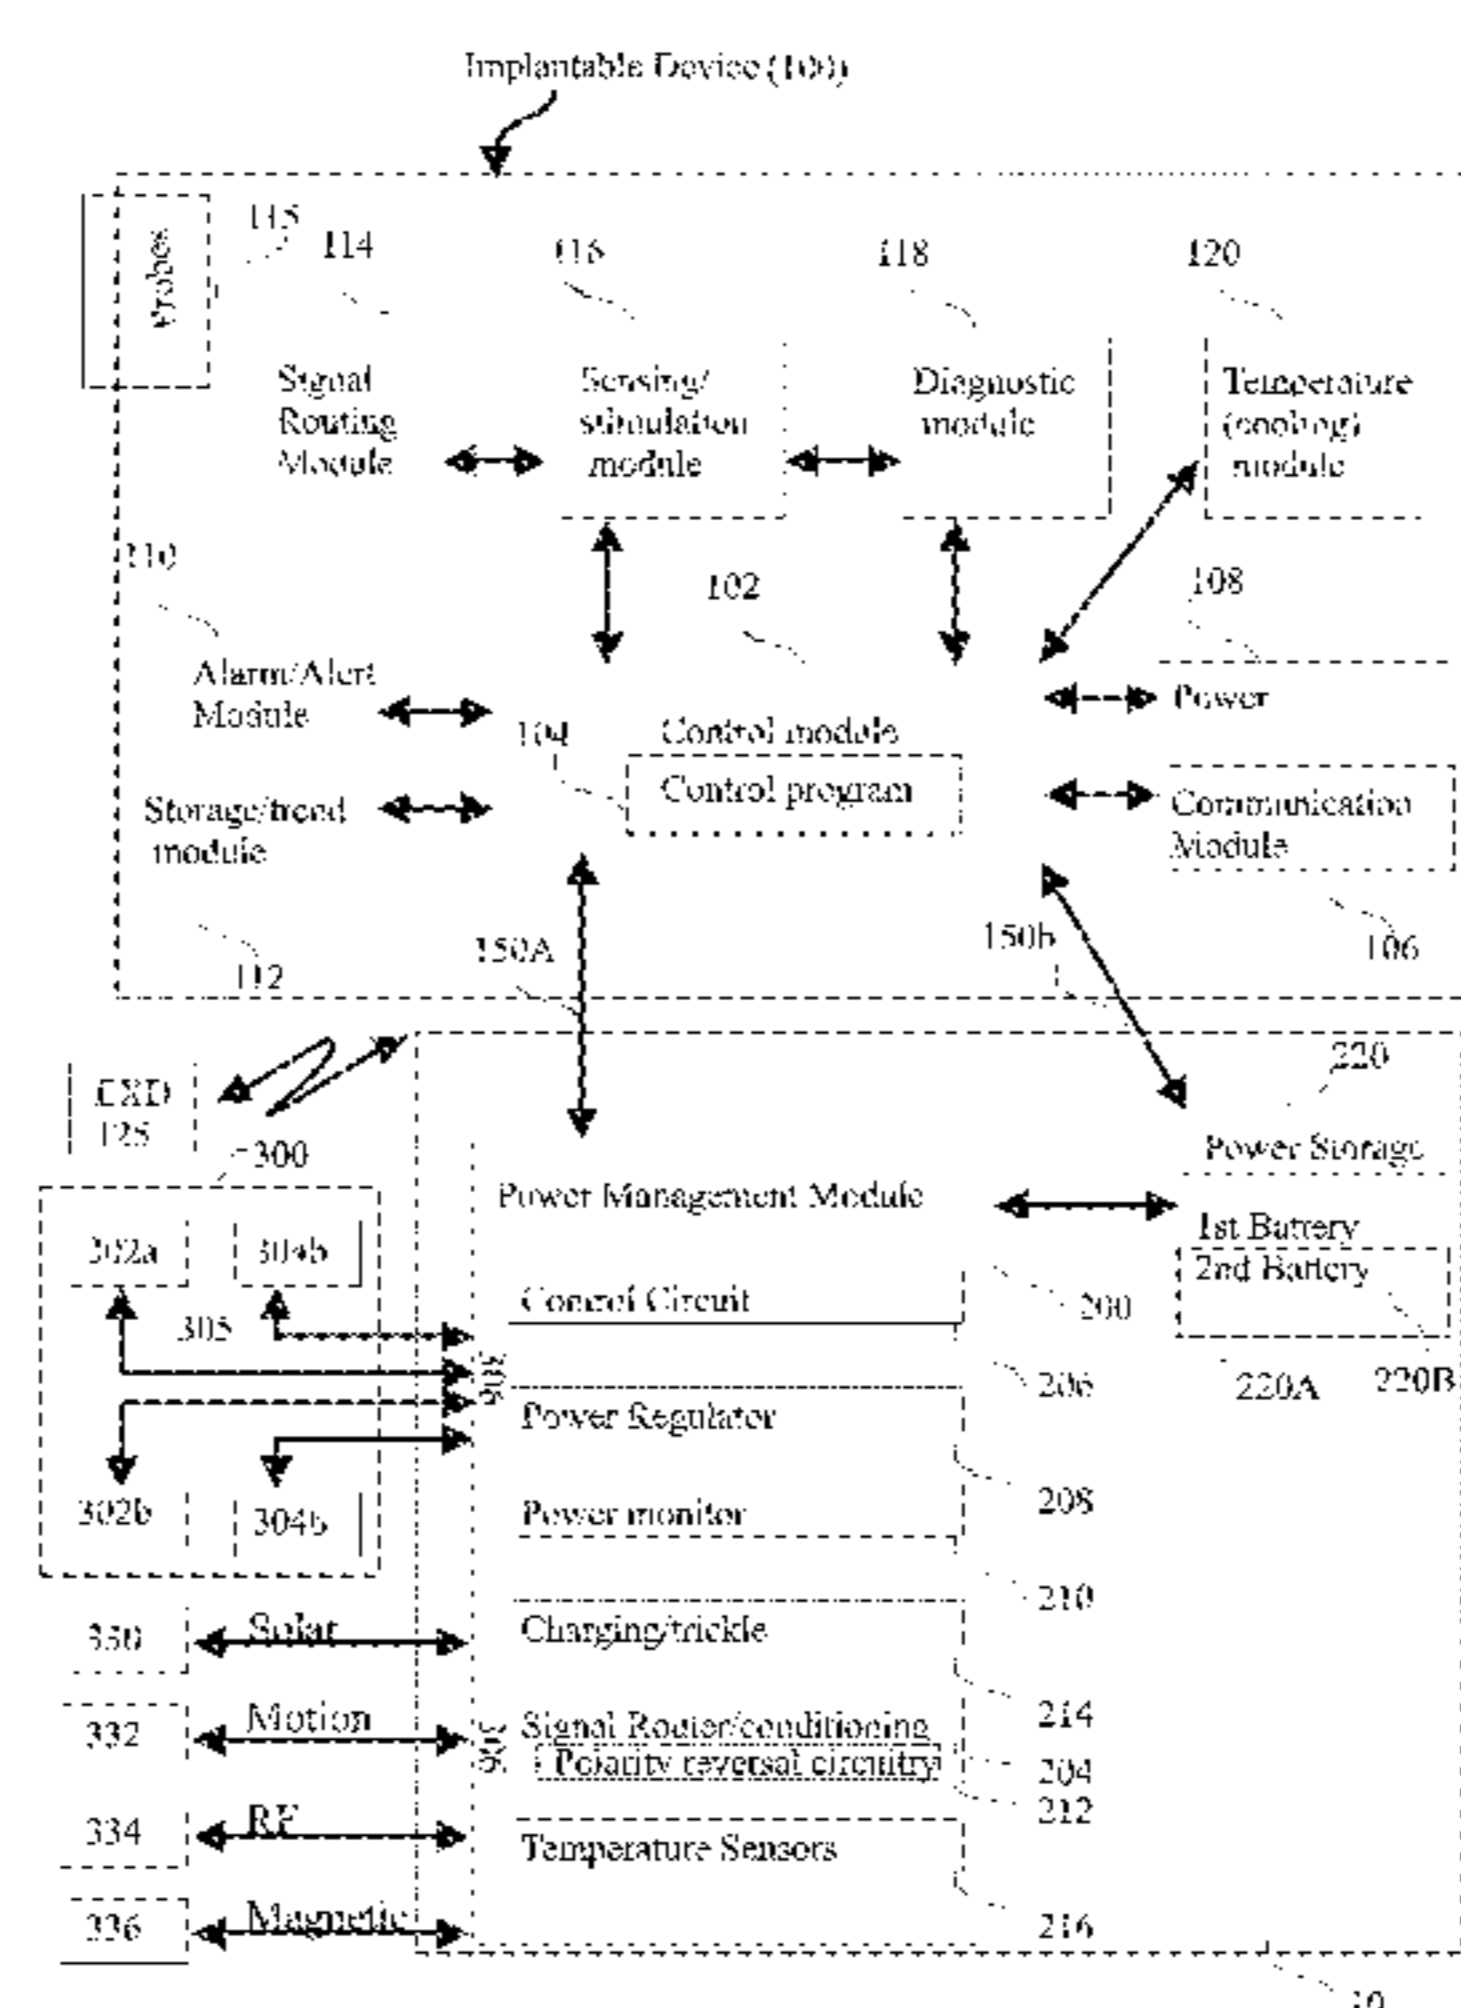 Implantable Device (100)
Probes
115
114
116
118
120
Signal
Routing
Module
Sensing/
stimulation
module
Diagnostic
module
Temperature
(cooling)
module
110
102
108
Alarm/Alert
Module
104
Control module
Control program
Power
Storage/trend
module
Communication
Module
112
150A
150b
106
EXD
125
220
300
Power Storage
Power Management Module
302a
304b
1st Battery
2nd Battery
Control Circuit
200
305
306
206
220A
220B
Power Regulator
302b
304b
208
Power monitor
210
330
Solar
Charging/trickle
214
332
Motion
306
Signal Router/conditioning
Polarity reversal circuitry
204
212
334
RF
Temperature Sensors
336
Magnetic
216
10